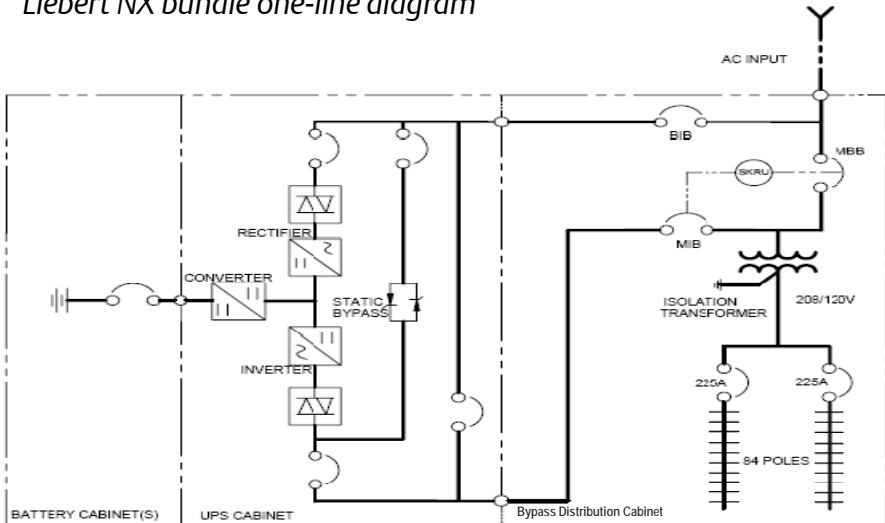 Liebert NX bundle one-line diagram
AC INPUT
BIB
MBB
SKRU
RECTIFIER
MIB
CONVERTER
STATIC
BYPASS
ISOLATION
TRANSFORMER
208/120V
INVERTER
225A
225A
84 POLES
BATTERY CABINET(S)
UPS CABINET
Bypass Distribution Cabinet